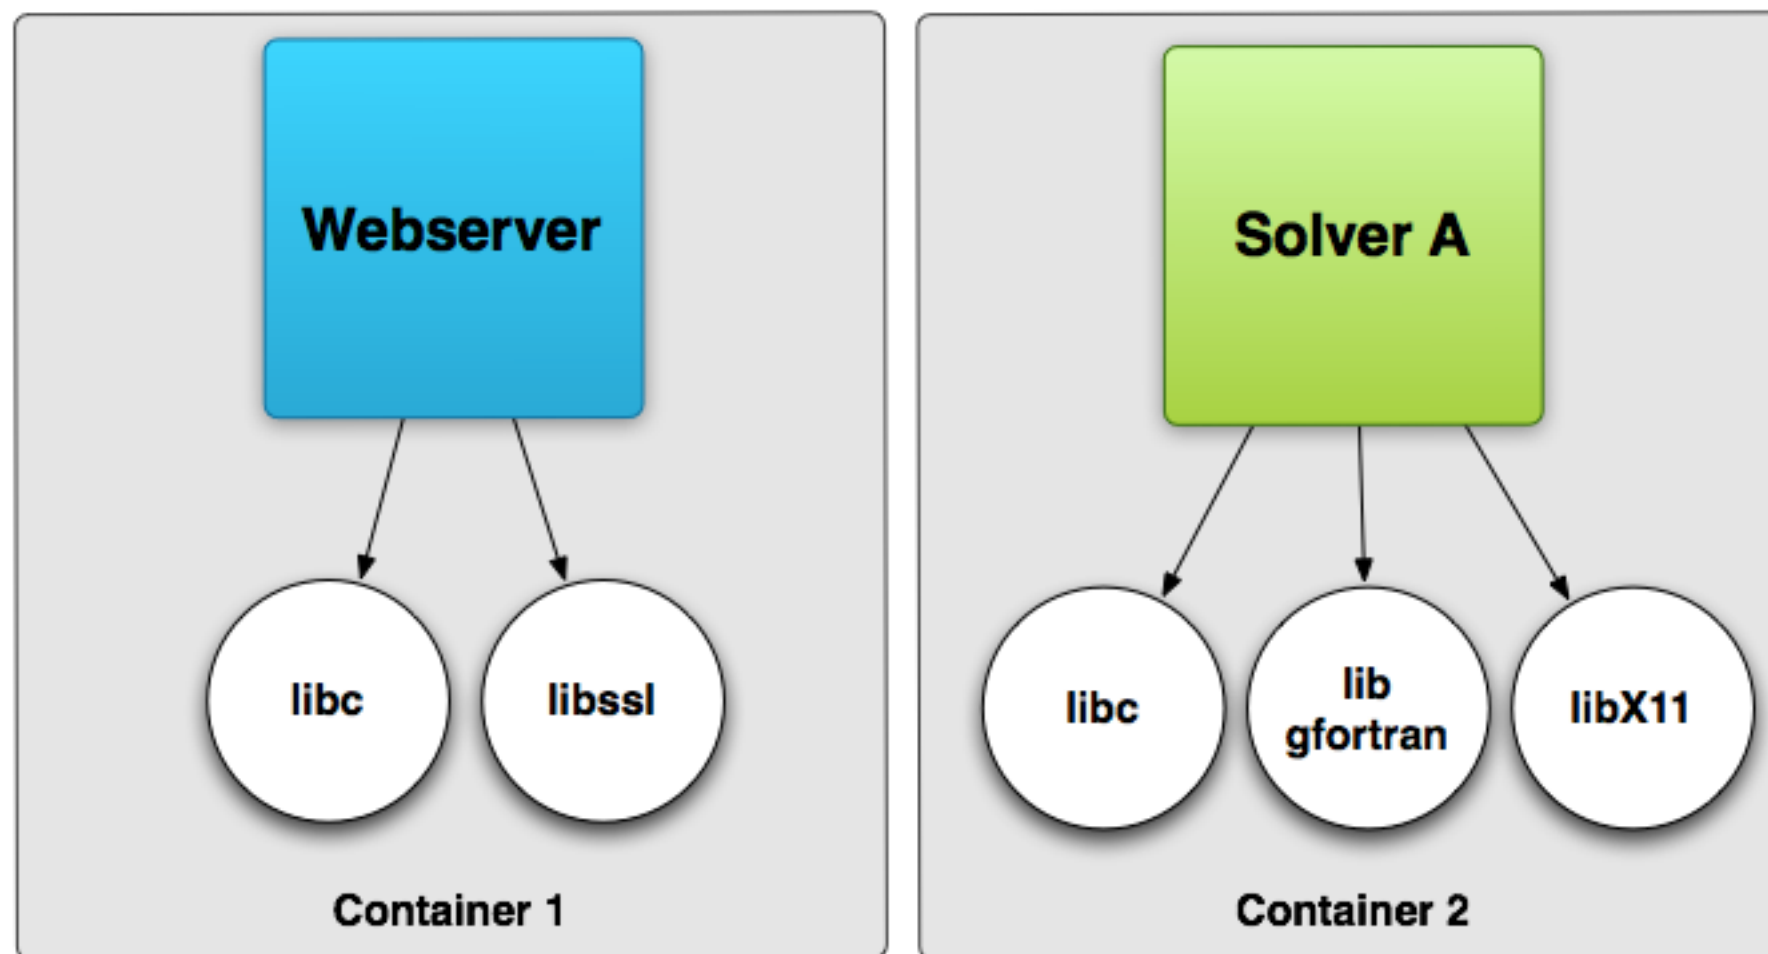 Webserver
libc
libssl
Container 1
Solver A
libc
lib
gfortran
libX11
Container 2